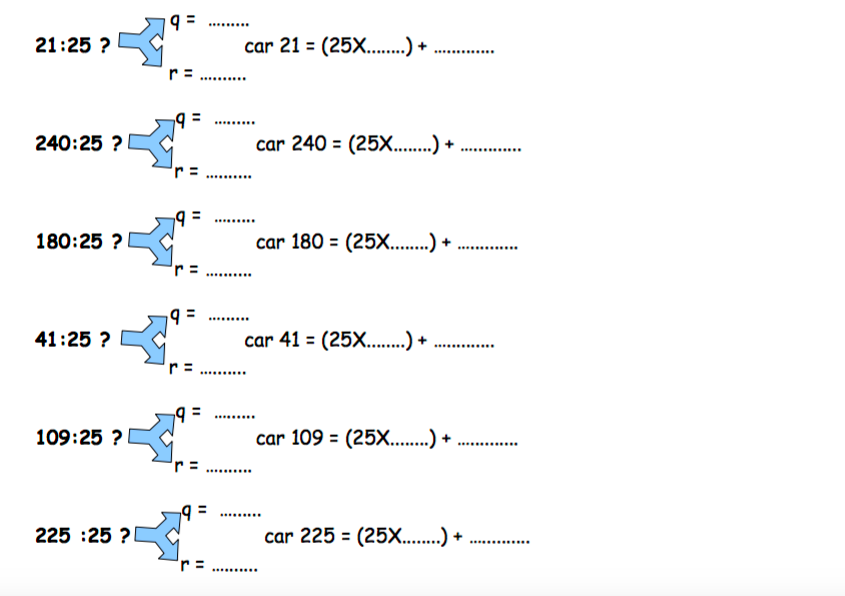 q = .........
21:25 ? car 21 = (25X........) + .............
r = ..........
q = .........
240:25 ? car 240 = (25X........) + .............
r = ..........
q = .........
180:25 ? car 180 = (25X........) + .............
r = ..........
q = .........
41:25 ? car 41 = (25X........) + .............
r = ..........
q = .........
109:25 ? car 109 = (25X........) + .............
r = ..........
q = .........
225 :25 ? car 225 = (25X........) + .............
r = ..........